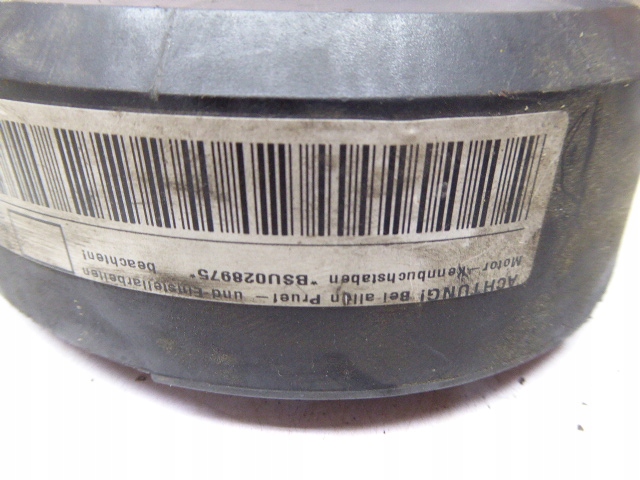 ACHTUNG! Bei allen Pruef- und Einstellarbeiten
Motor-Kennbuchstaben *BSU028975* beachten!